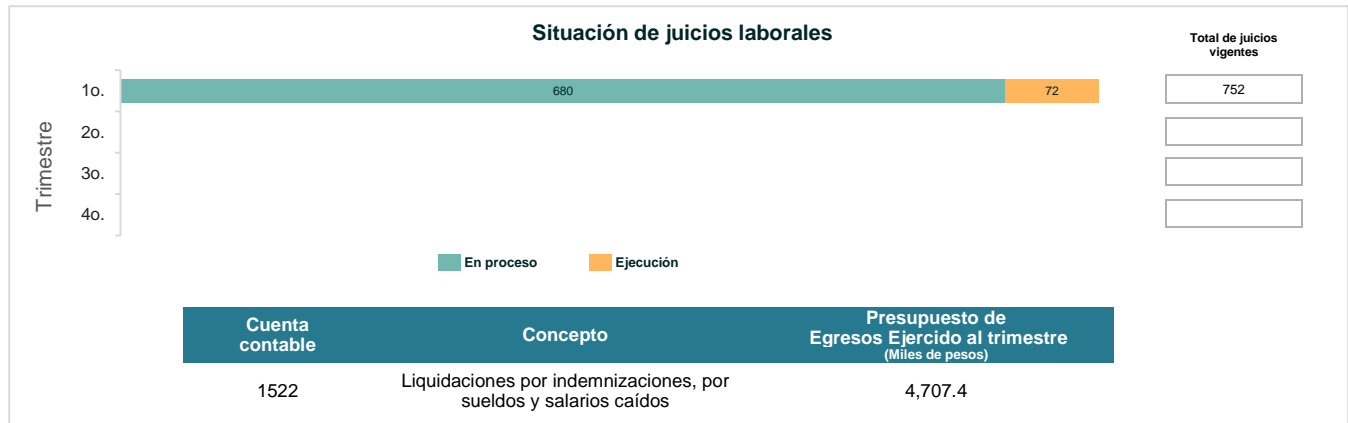 Situación de juicios laborales
Total de juicios
vigentes
Trimestre
1o.
680
72
752
2o.
3o.
4o.
En proceso
Ejecución
Cuenta
contable
Concepto
Presupuesto de
Egresos Ejercido al trimestre
(Miles de pesos)
1522
Liquidaciones por indemnizaciones, por
sueldos y salarios caídos
4,707.4